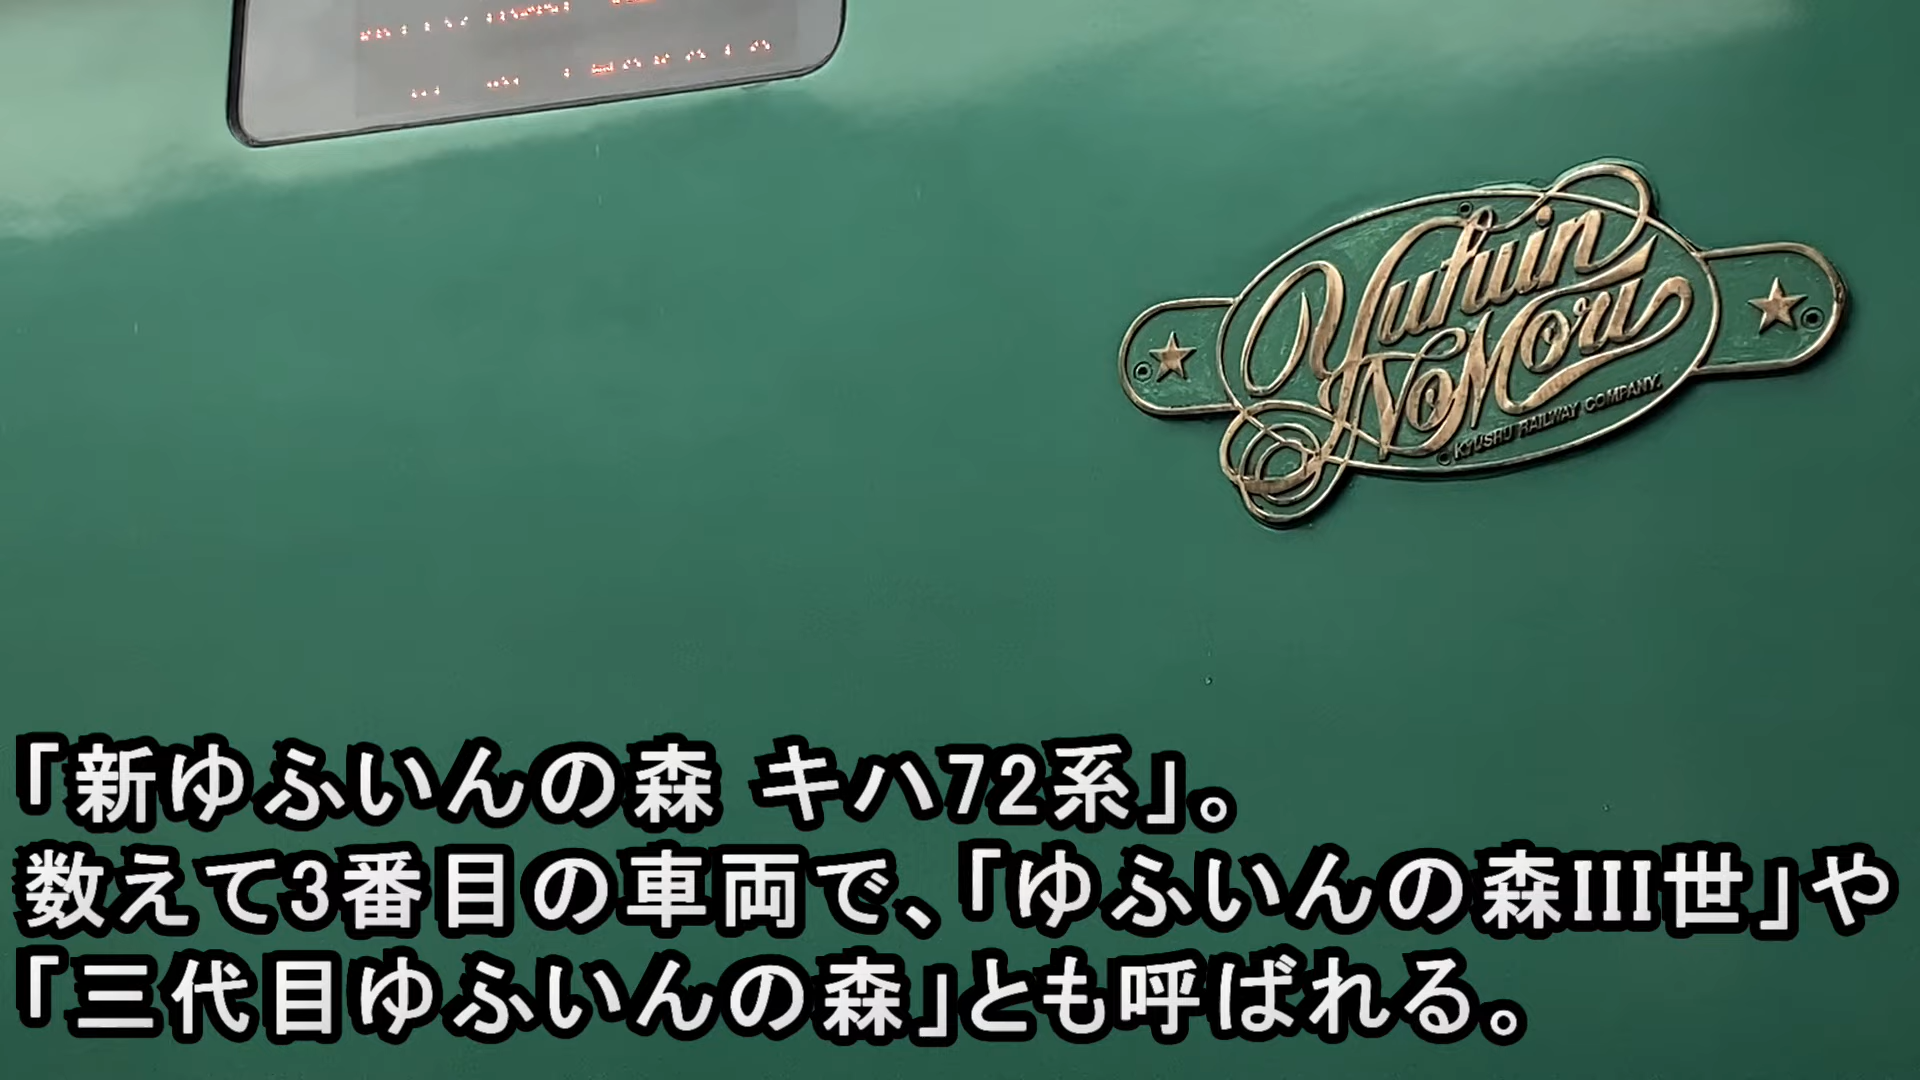 Yufuin
NoMori
KYUSHU RAILWAY COMPANY.
「新ゆふいんの森 キハ72系」。
数えて3番目の車両で、「ゆふいんの森III世」や
「三代目ゆふいんの森」とも呼ばれる。